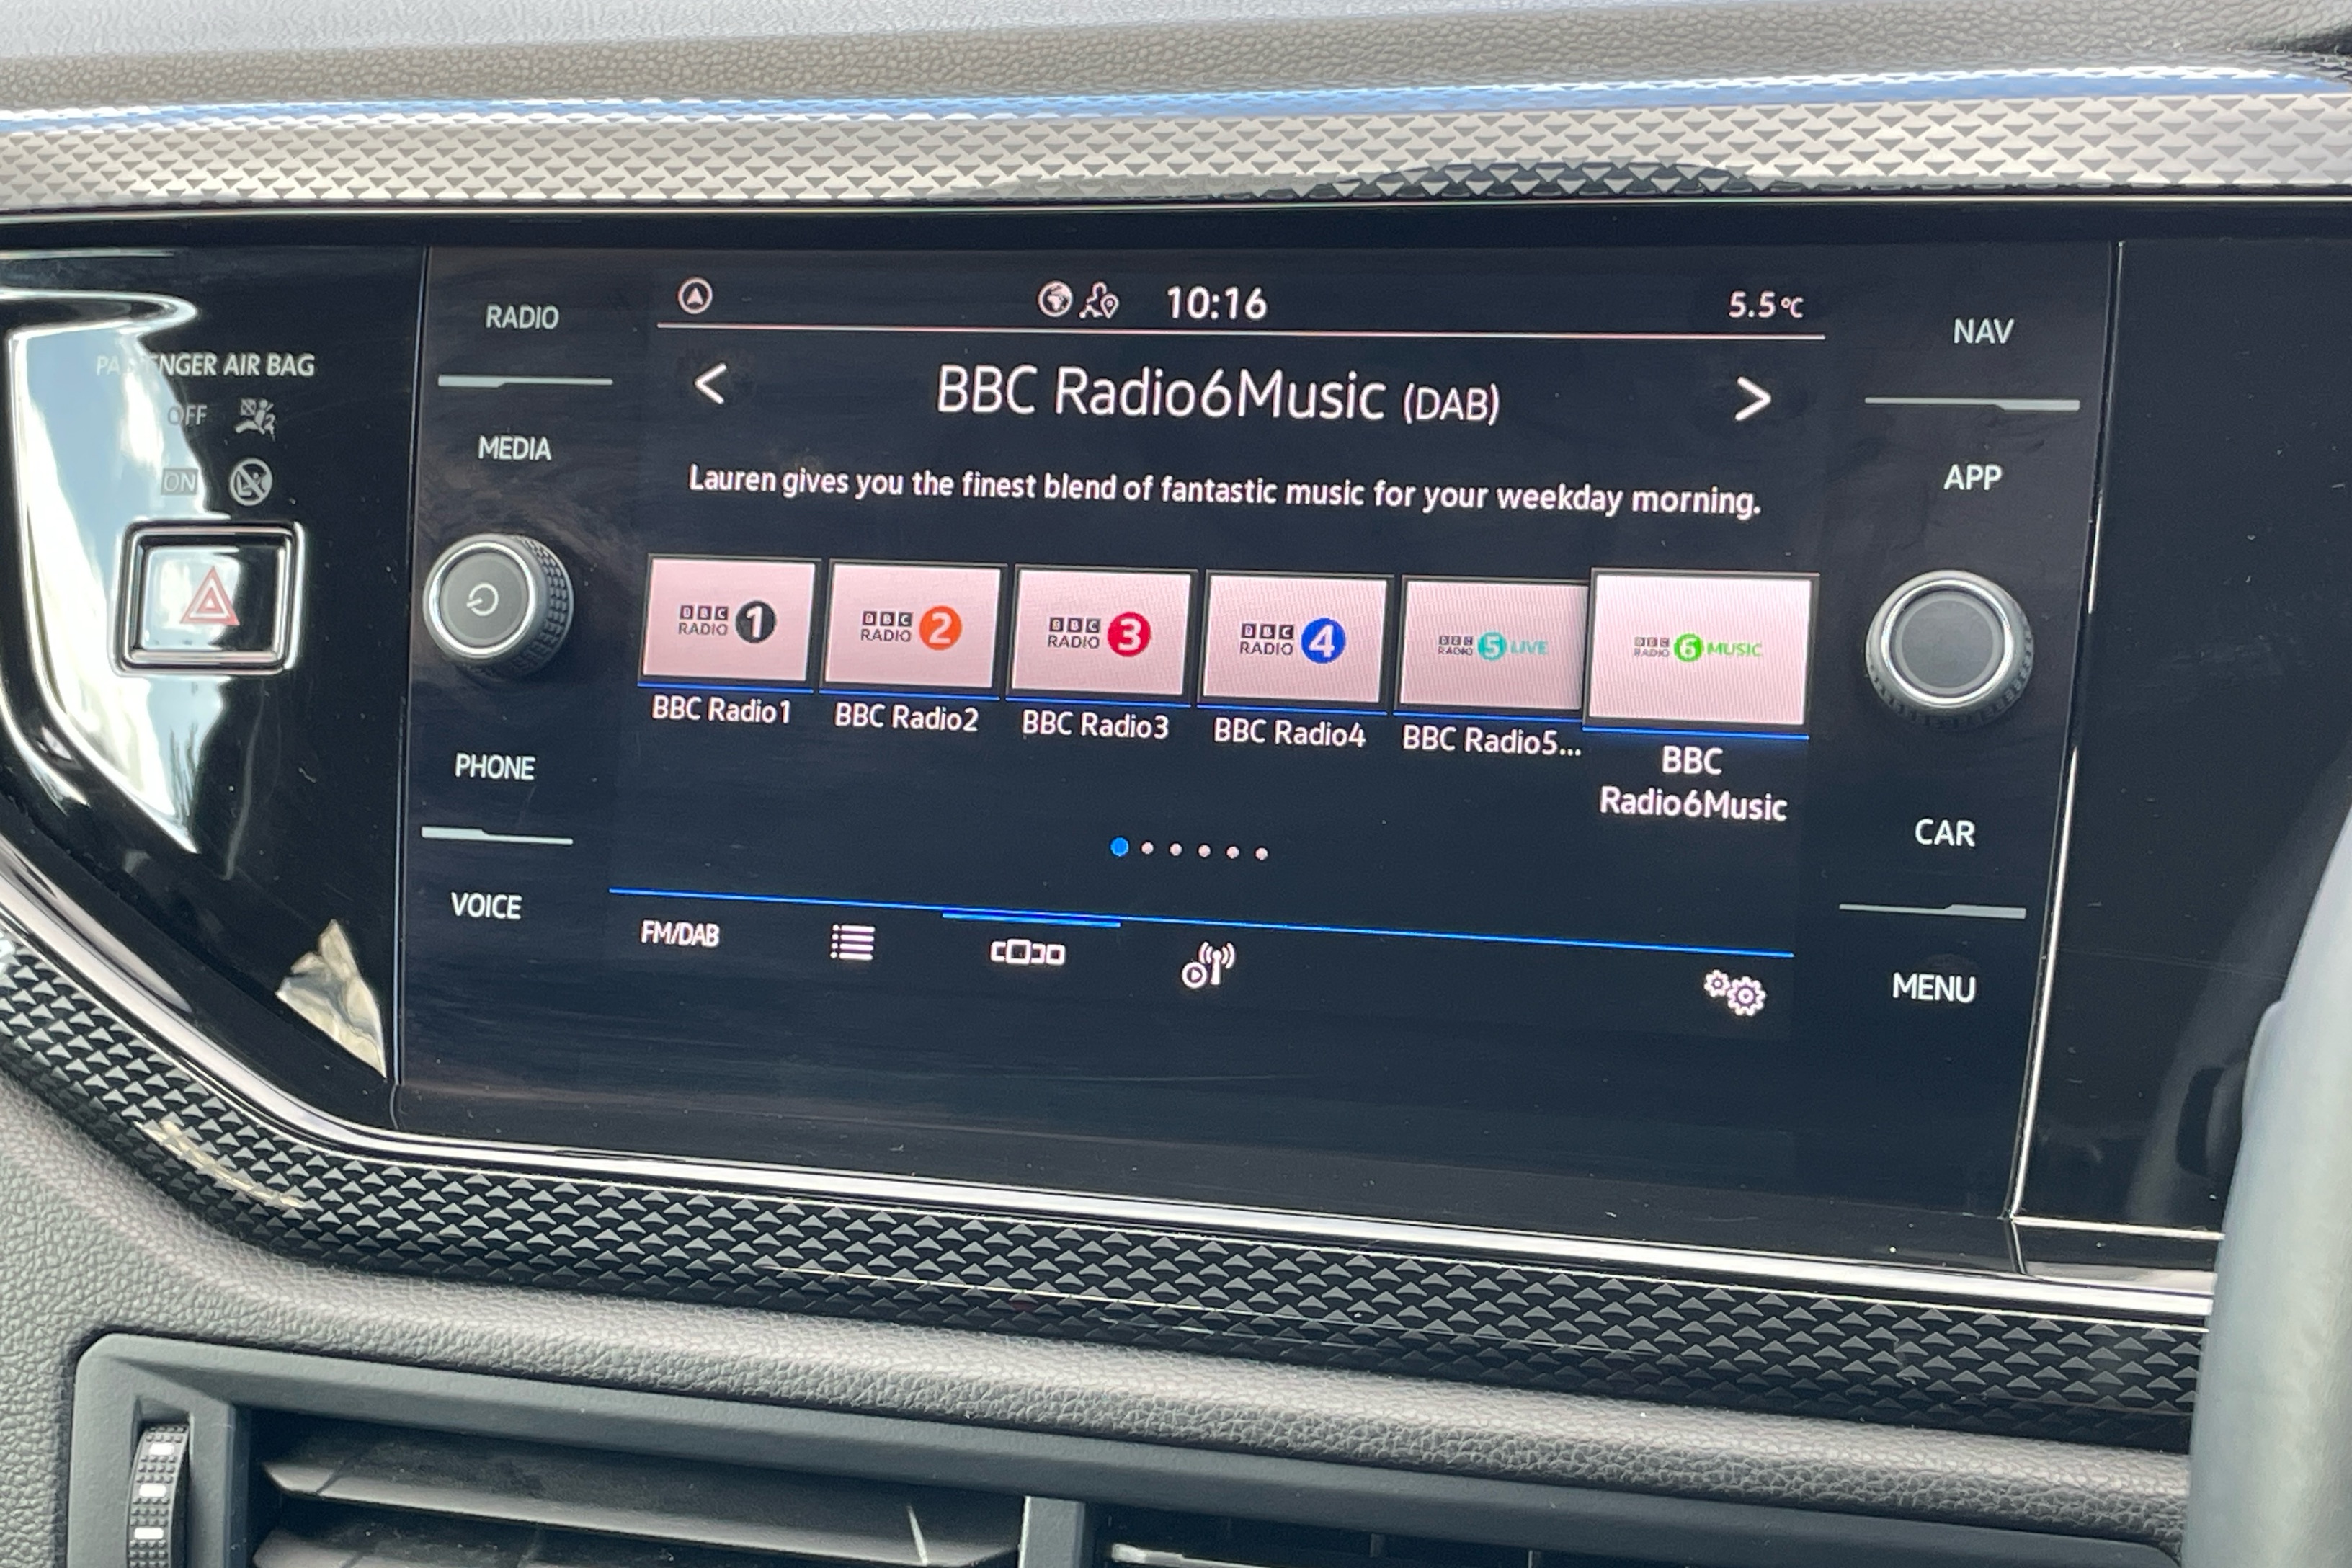 PASSENGER AIR BAG
OFF
ON
RADIO
MEDIA
PHONE
VOICE
10:16
5.5°C
BBC Radio6Music (DAB)
Lauren gives you the finest blend of fantastic music for your weekday morning.
BBC
RADIO 1
BBC
RADIO 2
BBC
RADIO 3
BBC
RADIO 4
BBC
RADIO 5 LIVE
BBC
RADIO 6 MUSIC
BBC Radio1
BBC Radio2
BBC Radio3
BBC Radio4
BBC Radio5...
BBC
Radio6Music
FM/DAB
NAV
APP
CAR
MENU